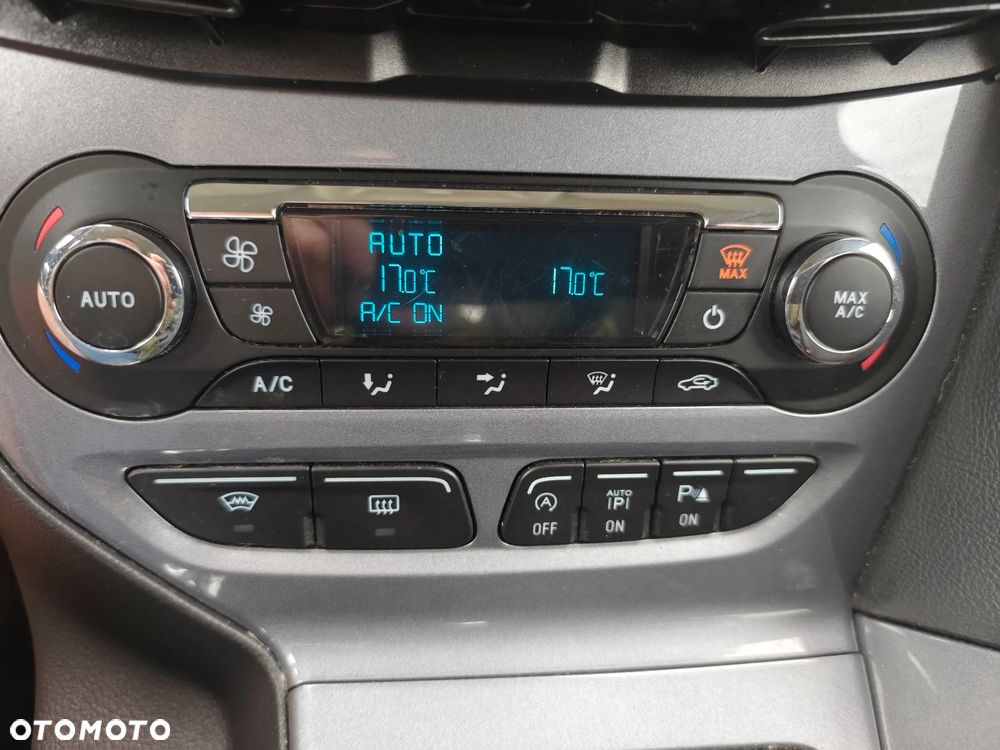 AUTO
17.0°C 17.0°C
A/C ON
AUTO
MAX
MAX
A/C
A/C
OFF
AUTO
P
ON
P
ON
OTOMOTO